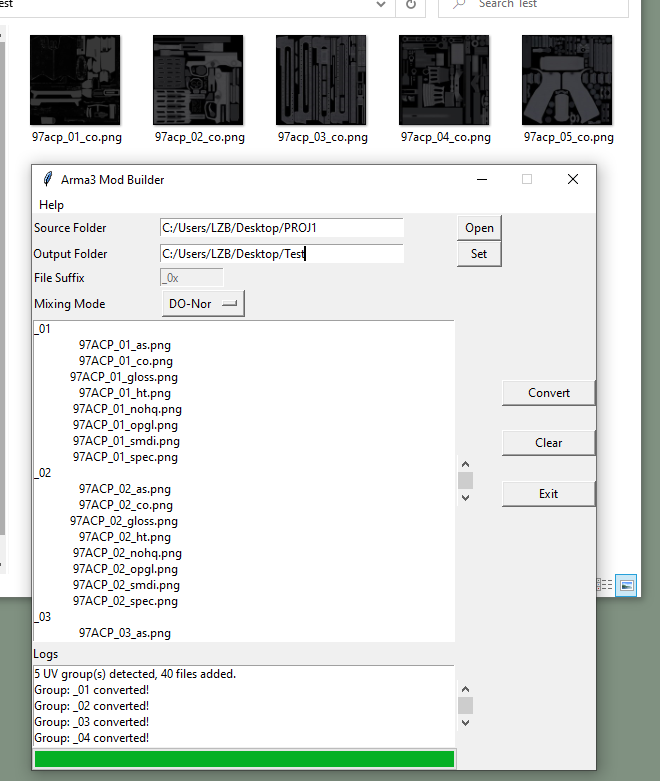 est
Search Test
97acp_01_co.png 97acp_02_co.png 97acp_03_co.png 97acp_04_co.png 97acp_05_co.png
Arma3 Mod Builder
Help
Source Folder C:/Users/LZB/Desktop/PROJ1 Open
Output Folder C:/Users/LZB/Desktop/Test Set
File Suffix _0x
Mixing Mode DO-Nor
_01
97ACP_01_as.png
97ACP_01_co.png
97ACP_01_gloss.png
97ACP_01_ht.png
97ACP_01_nohq.png
97ACP_01_opgl.png
97ACP_01_smdi.png
97ACP_01_spec.png
_02
97ACP_02_as.png
97ACP_02_co.png
97ACP_02_gloss.png
97ACP_02_ht.png
97ACP_02_nohq.png
97ACP_02_opgl.png
97ACP_02_smdi.png
97ACP_02_spec.png
_03
97ACP_03_as.png
Convert
Clear
Exit
Logs
5 UV group(s) detected, 40 files added.
Group: _01 converted!
Group: _02 converted!
Group: _03 converted!
Group: _04 converted!